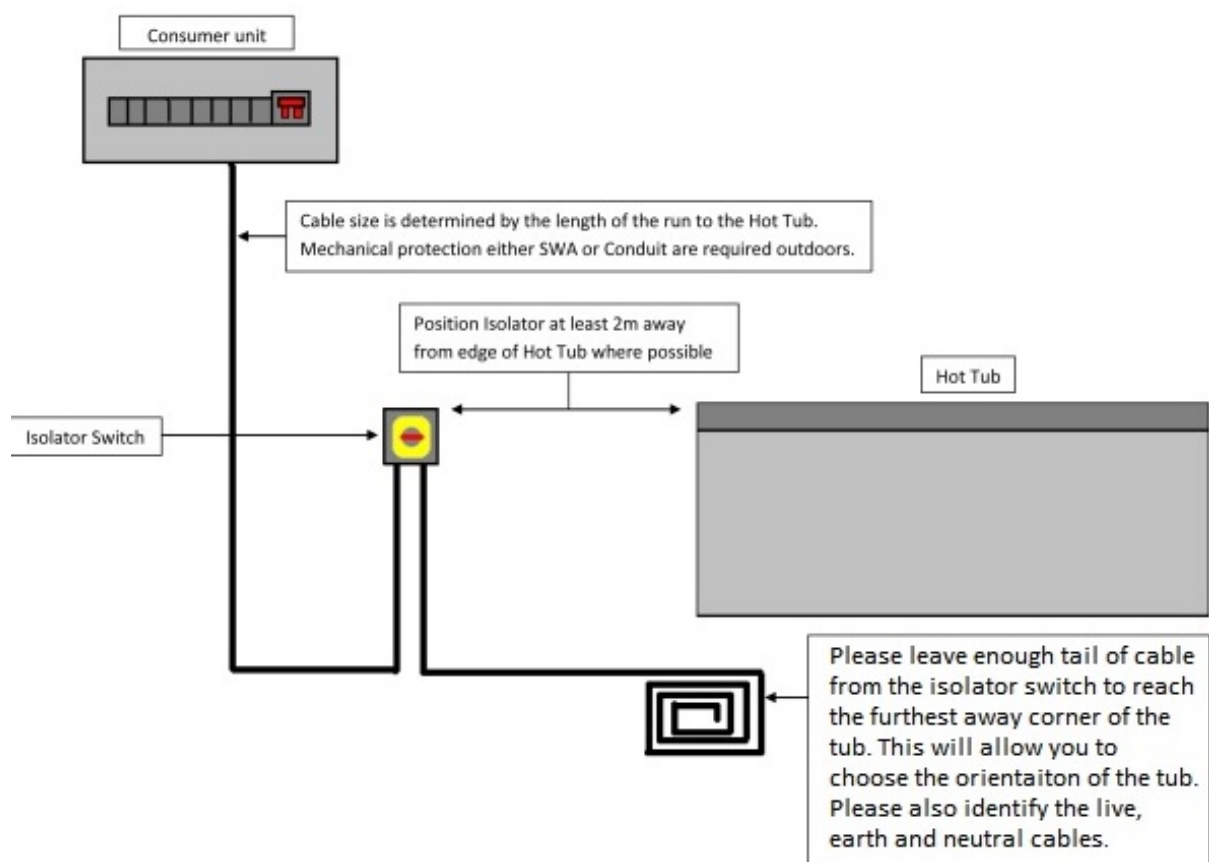 Consumer unit
Cable size is determined by the length of the run to the Hot Tub.
Mechanical protection either SWA or Conduit are required outdoors.
Position Isolator at least 2m away
from edge of Hot Tub where possible
Hot Tub
Isolator Switch
Please leave enough tail of cable
from the isolator switch to reach
the furthest away corner of the
tub. This will allow you to
choose the orientaiton of the tub.
Please also identify the live,
earth and neutral cables.